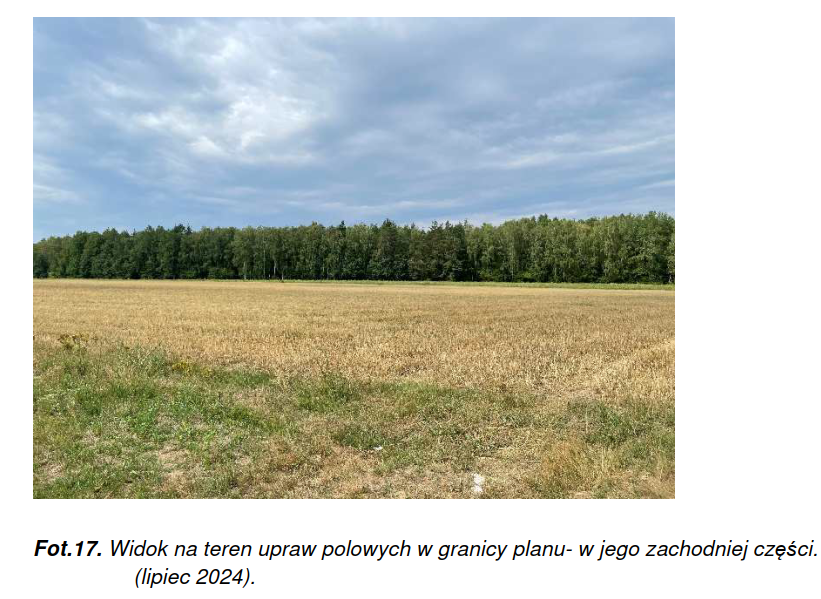 Fot.17. Widok na teren upraw polowych w granicy planu- w jego zachodniej części.
(lipiec 2024).